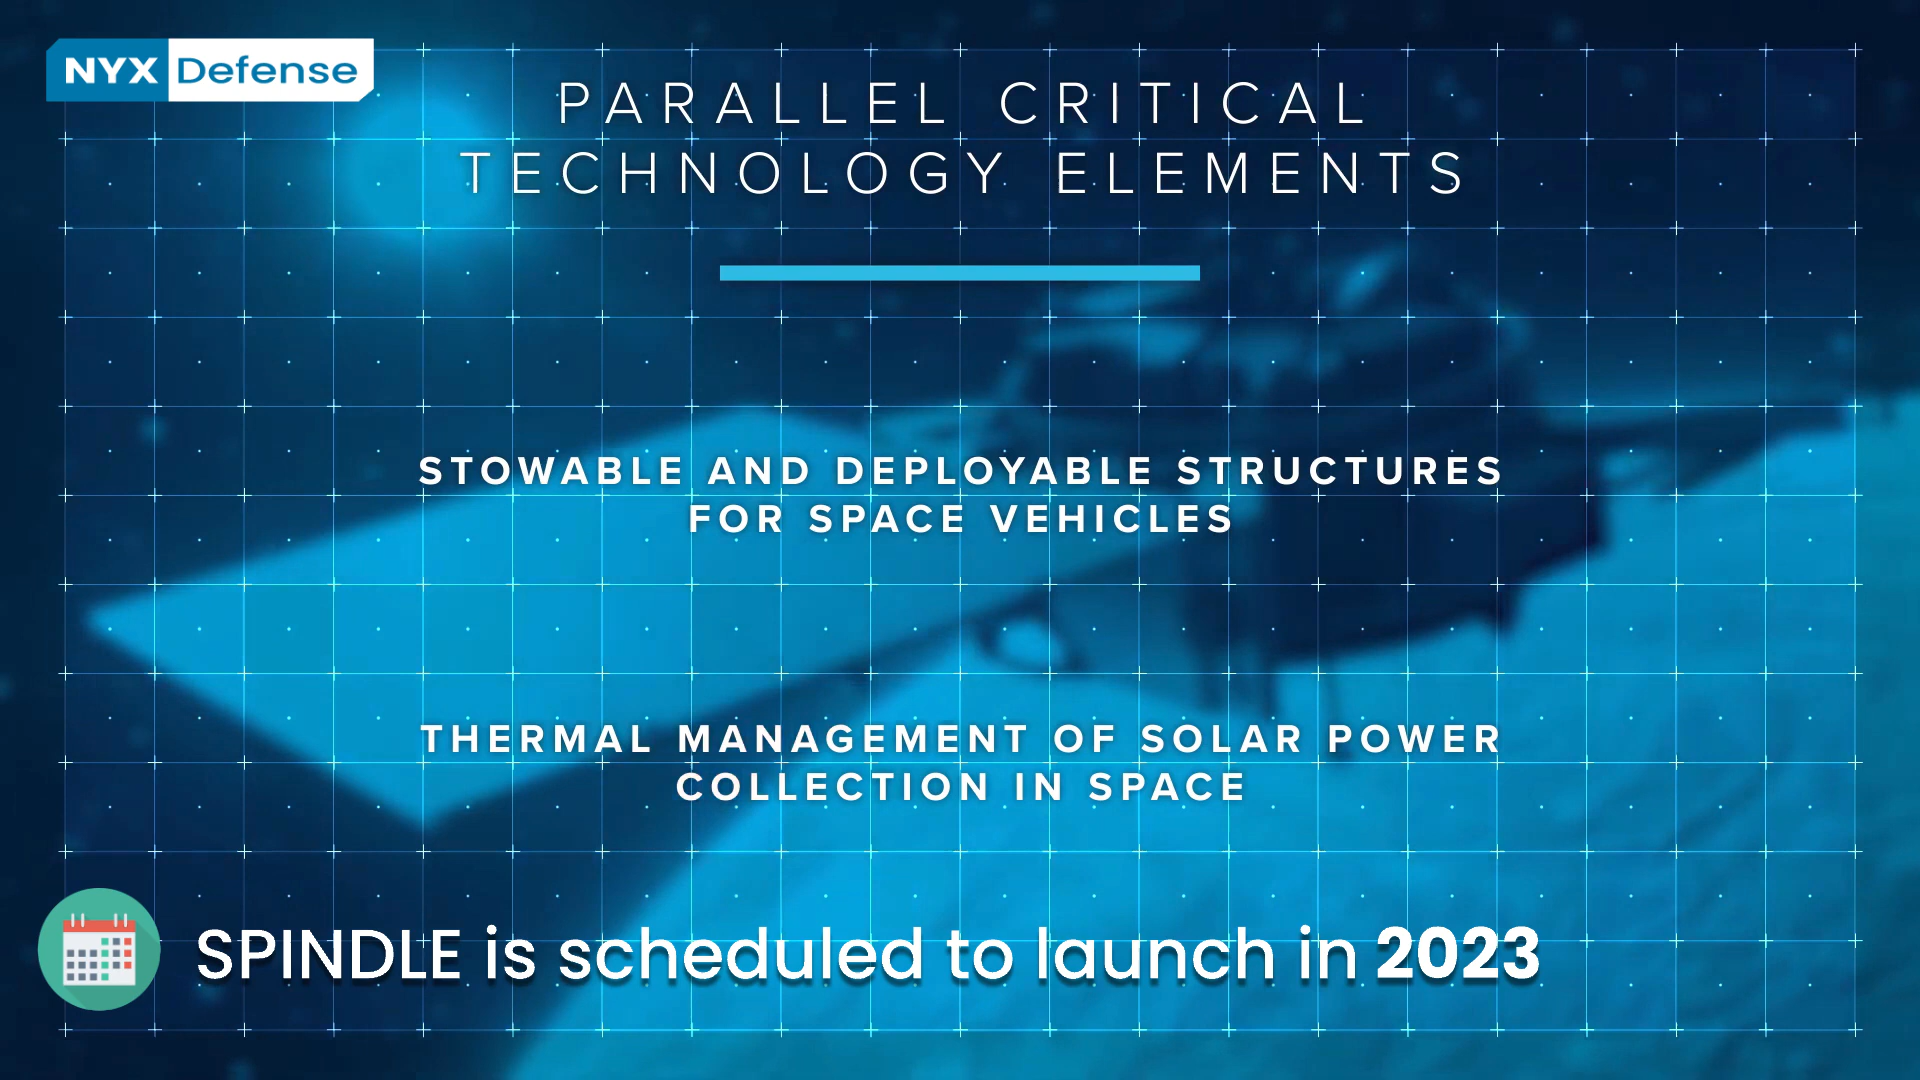 NYX Defense
PARALLEL CRITICAL
TECHNOLOGY ELEMENTS
STOWABLE AND DEPLOYABLE STRUCTURES
FOR SPACE VEHICLES
THERMAL MANAGEMENT OF SOLAR POWER
COLLECTION IN SPACE
SPINDLE is scheduled to launch in 2023